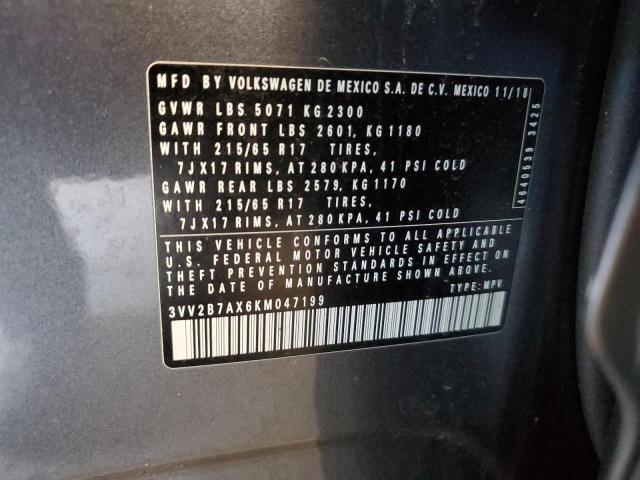 MFD BY VOLKSWAGEN DE MEXICO S.A. DE C.V. MEXICO 11/18
GVWR LBS 5071 KG 2300
GAWR FRONT LBS 2601, KG 1180
WITH 215/65 R17 TIRES,
7JX17 RIMS, AT 280 KPA, 41 PSI COLD
GAWR REAR LBS 2579, KG 1170
WITH 215/65 R17 TIRES,
7JX17 RIMS, AT 280 KPA, 41 PSI COLD
4040539 3425
THIS VEHICLE CONFORMS TO ALL APPLICABLE
U.S. FEDERAL MOTOR VEHICLE SAFETY AND
THEFT PREVENTION STANDARDS IN EFFECT ON
THE DATE OF MANUFACTURE SHOWN ABOVE.
TYPE: MPV
3VV2B7AX6KM047199